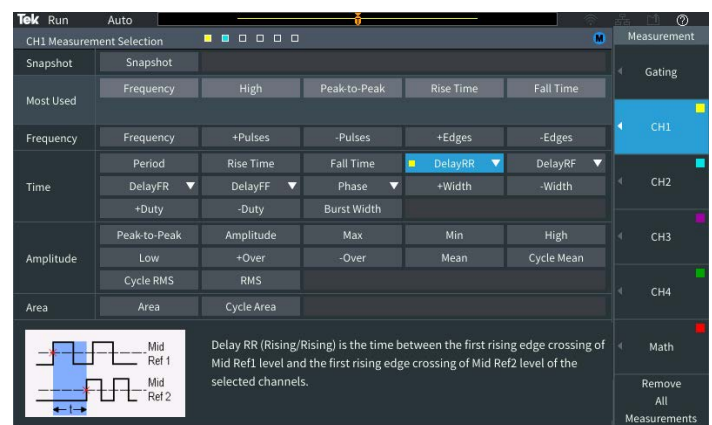 Tek Run Auto
CH1 Measurement Selection M Measurement
Snapshot Snapshot
Gating
Most Used Frequency High Peak-to-Peak Rise Time Fall Time
CH1
Frequency Frequency +Pulses -Pulses +Edges -Edges
Time Period Rise Time Fall Time DelayRR DelayRF
CH2
DelayFR DelayFF Phase +Width -Width
+Duty -Duty Burst Width
CH3
Amplitude Peak-to-Peak Amplitude Max Min High
Low +Over -Over Mean Cycle Mean
Cycle RMS RMS
CH4
Area Area Cycle Area
Mid
Ref 1
Mid
Ref 2
t
Delay RR (Rising/Rising) is the time between the first rising edge crossing of
Mid Ref1 level and the first rising edge crossing of Mid Ref2 level of the
selected channels.
Math
Remove
All
Measurements